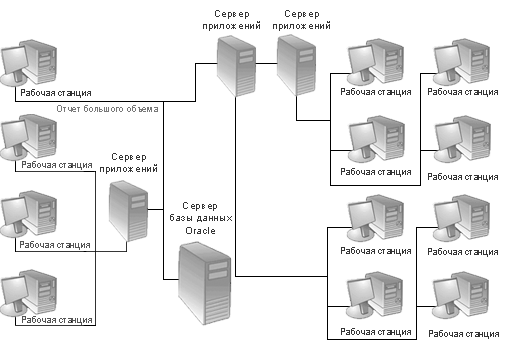 Сервер
приложений
Сервер
приложений
Рабочая станция
Рабочая станция
Рабочая станция
Отчет большого объема
Рабочая станция
Рабочая станция
Рабочая станция
Сервер
приложений
Сервер
базы данных
Oracle
Рабочая станция
Рабочая станция
Рабочая станция
Рабочая станция
Рабочая станция
Рабочая станция
Рабочая станция